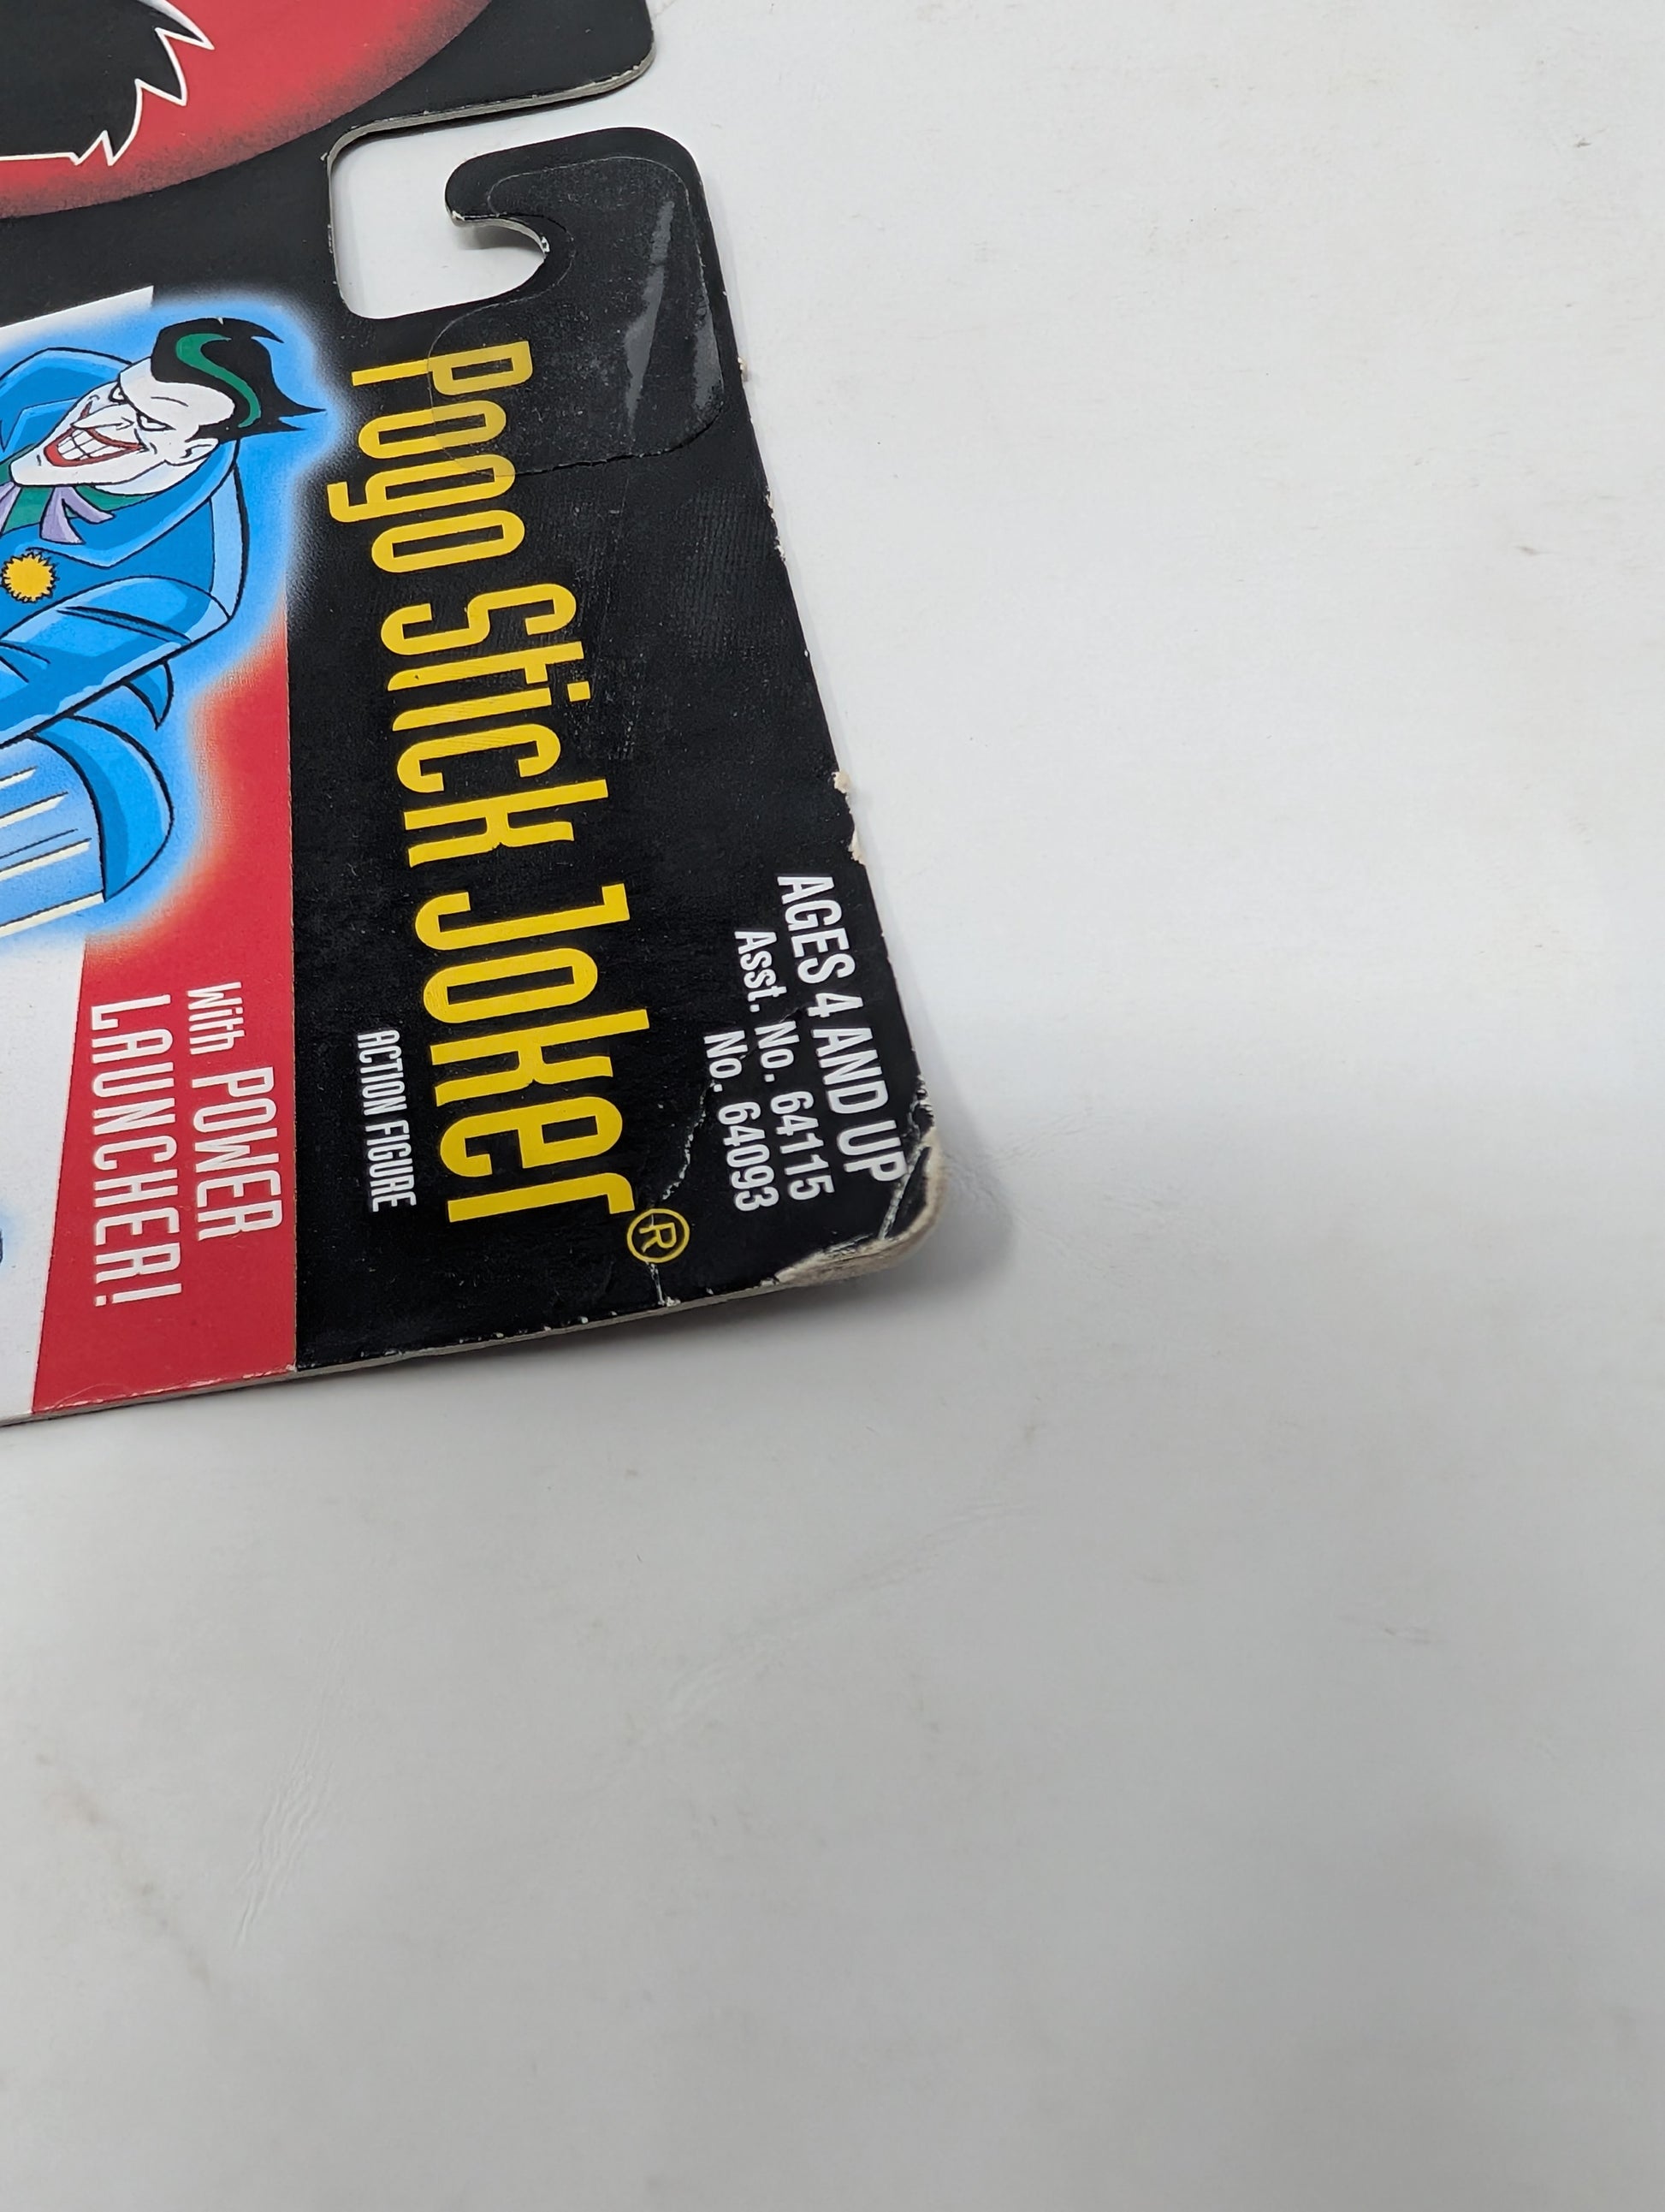 AGES 4 AND UP
Asst. No. 64115
No. 64093
Pogo Stick Joker®
ACTION FIGURE
with POWER
LAUNCHER!